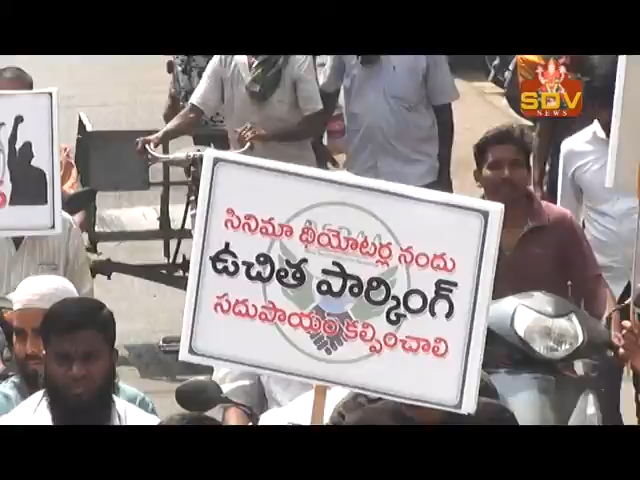 SDV
NEWS
సినిమా థియోటర్ల నందు
ఉచిత పార్కింగ్
సదుపాయం కల్పించాలి